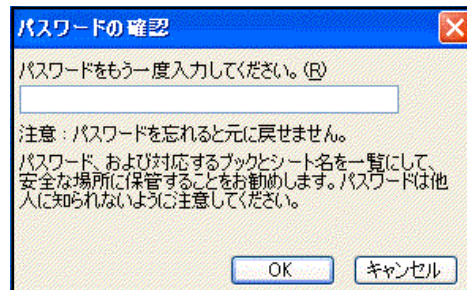 パスワードの確認
パスワードをもう一度入力してください。(R)
注意：パスワードを忘れると元に戻せません。
パスワード、および対応するブックとシート名を一覧にして、
安全な場所に保管することをお勧めします。パスワードは他
人に知られないように注意してください。
OK
キャンセル